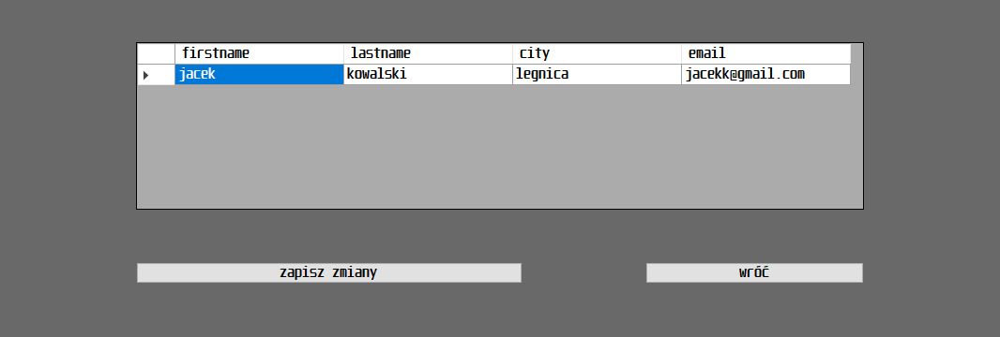 firstname lastname city email
jacek kowalski legnica jacekk@gmail.com
zapisz zmiany wróć